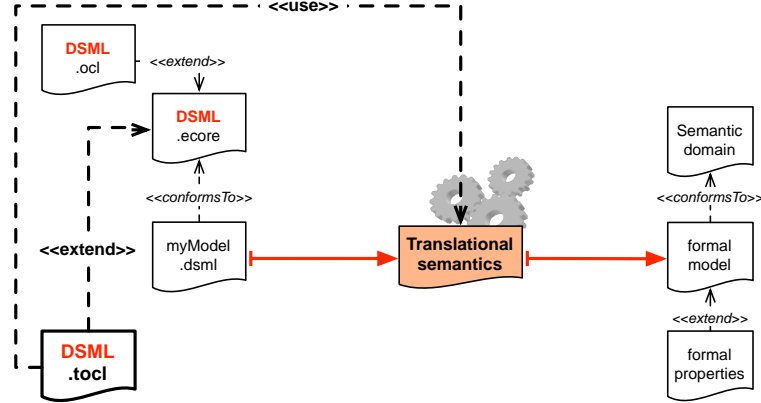 <<use>>
DSML
.ocl
<<extend>>
DSML
.ecore
Semantic
domain
<<conformsTo>>
<<conformsTo>>
<<extend>>
myModel
.dsml
Translational
semantics
formal
model
<<extend>>
DSML
.tocl
formal
properties